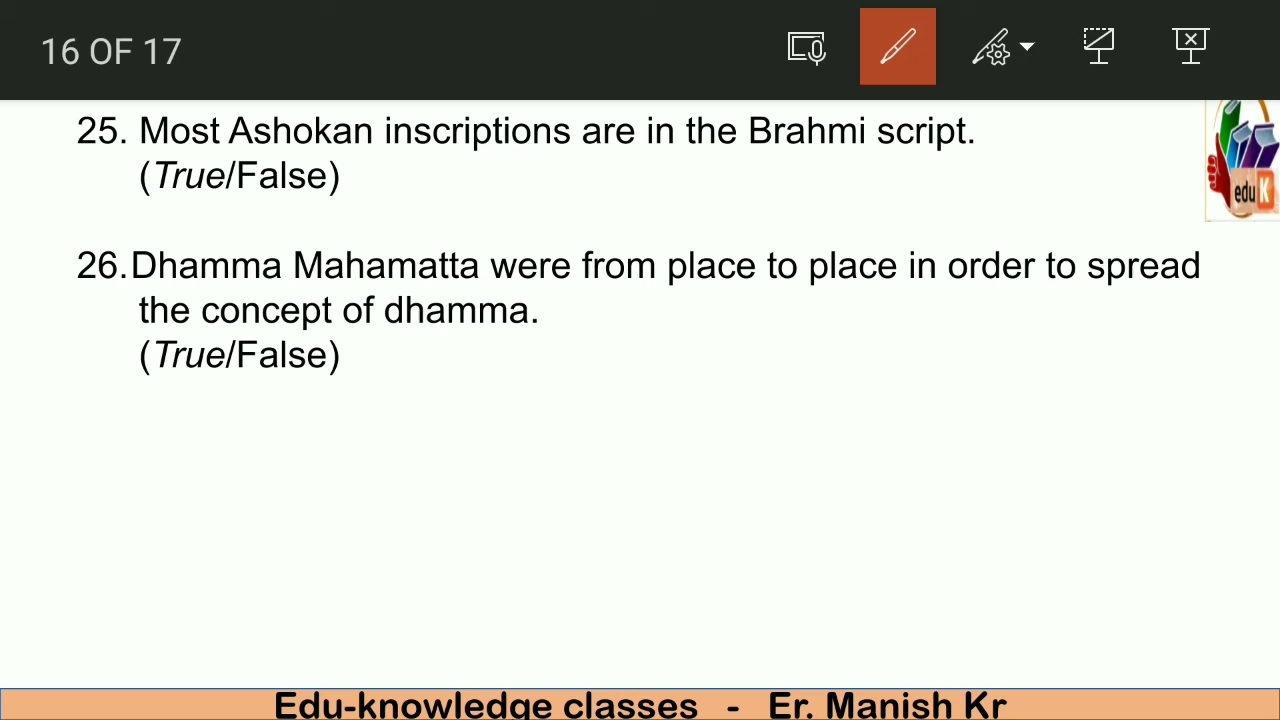 16 OF 17
25. Most Ashokan inscriptions are in the Brahmi script.
(True/False)
edu K
26.Dhamma Mahamatta were from place to place in order to spread
the concept of dhamma.
(True/False)
Edu-knowledge classes - Er. Manish Kr